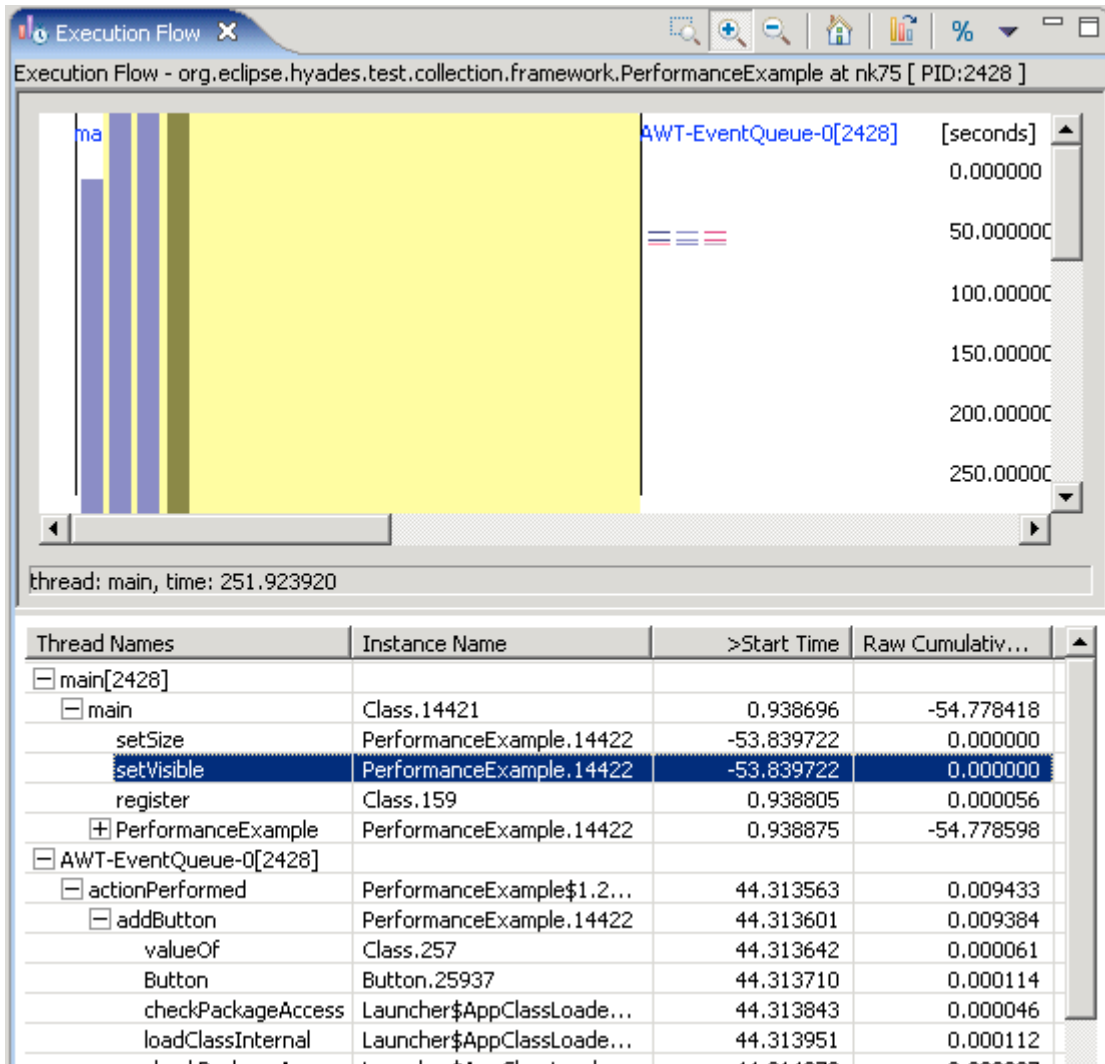 Execution Flow
%
Execution Flow - org.eclipse.hyades.test.collection.framework.PerformanceExample at nk75 [ PID:2428 ]
ma AWT-EventQueue-0[2428] [seconds]
0.000000
50.000000
100.00000
150.00000
200.00000
250.00000
thread: main, time: 251.923920
Thread Names Instance Name >Start Time Raw Cumulativ...
main[2428]
main Class.14421 0.938696 -54.778418
setSize PerformanceExample.14422 -53.839722 0.000000
setVisible PerformanceExample.14422 -53.839722 0.000000
register Class.159 0.938805 0.000056
PerformanceExample PerformanceExample.14422 0.938875 -54.778598
AWT-EventQueue-0[2428]
actionPerformed PerformanceExample$1.2... 44.313563 0.009433
addButton PerformanceExample.14422 44.313601 0.009384
valueOf Class.257 44.313642 0.000061
Button Button.25937 44.313710 0.000114
checkPackageAccess Launcher$AppClassLoade... 44.313843 0.000046
loadClassInternal Launcher$AppClassLoade... 44.313951 0.000112